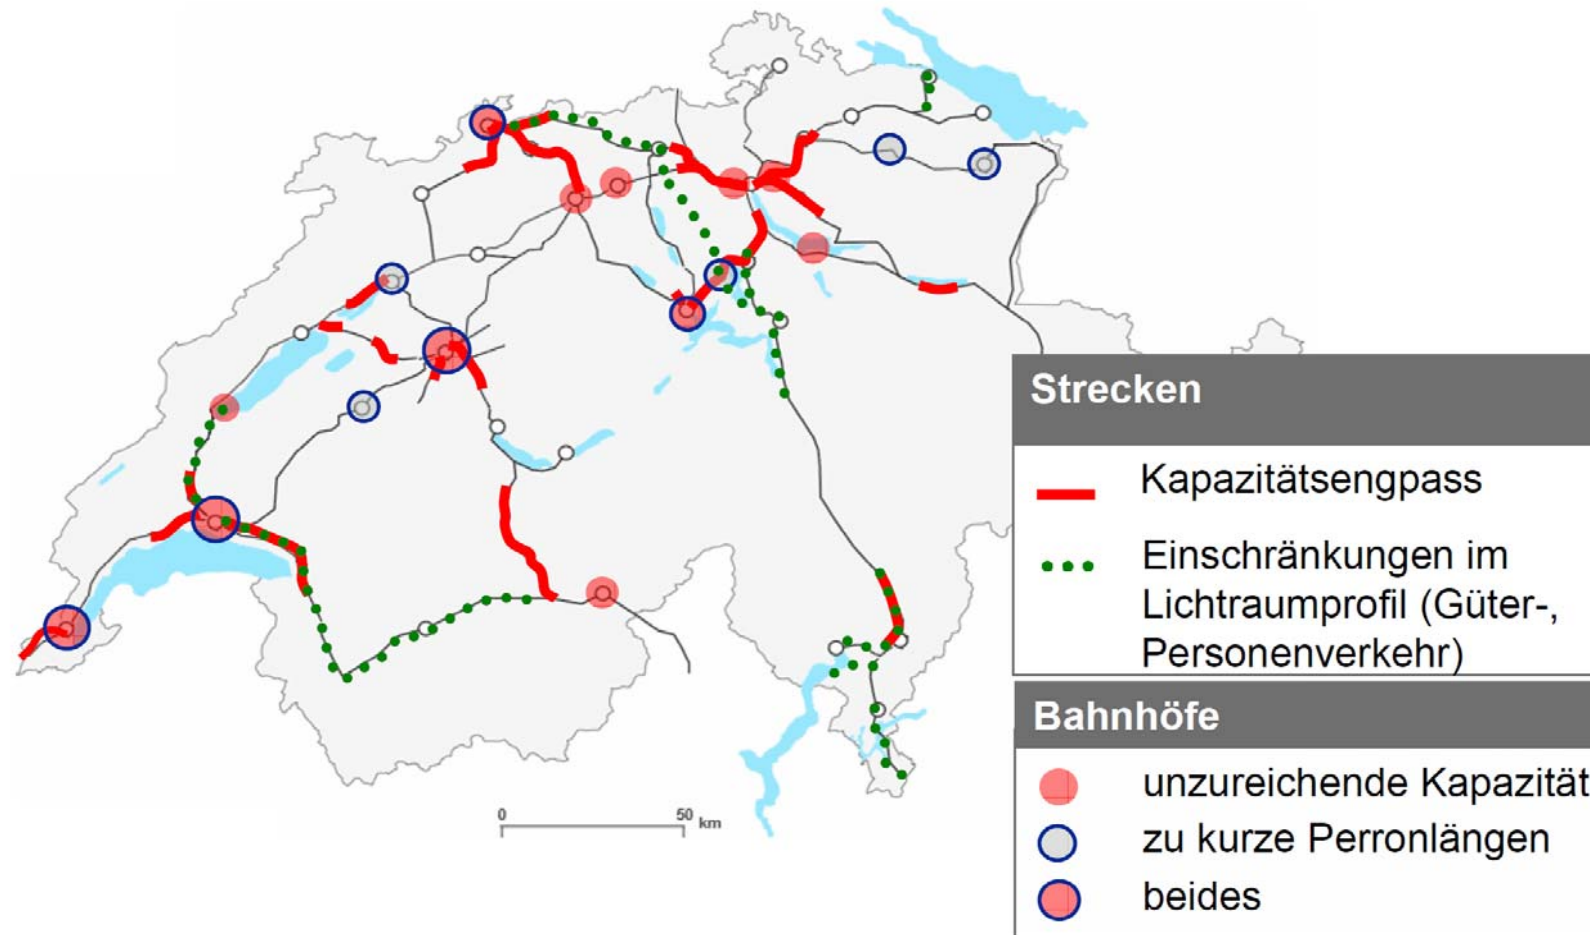 0 50 km
Strecken
Kapazitätsengpass
Einschränkungen im
Lichtraumprofil (Güter-,
Personenverkehr)
Bahnhöfe
unzureichende Kapazität
zu kurze Perronlängen
beides